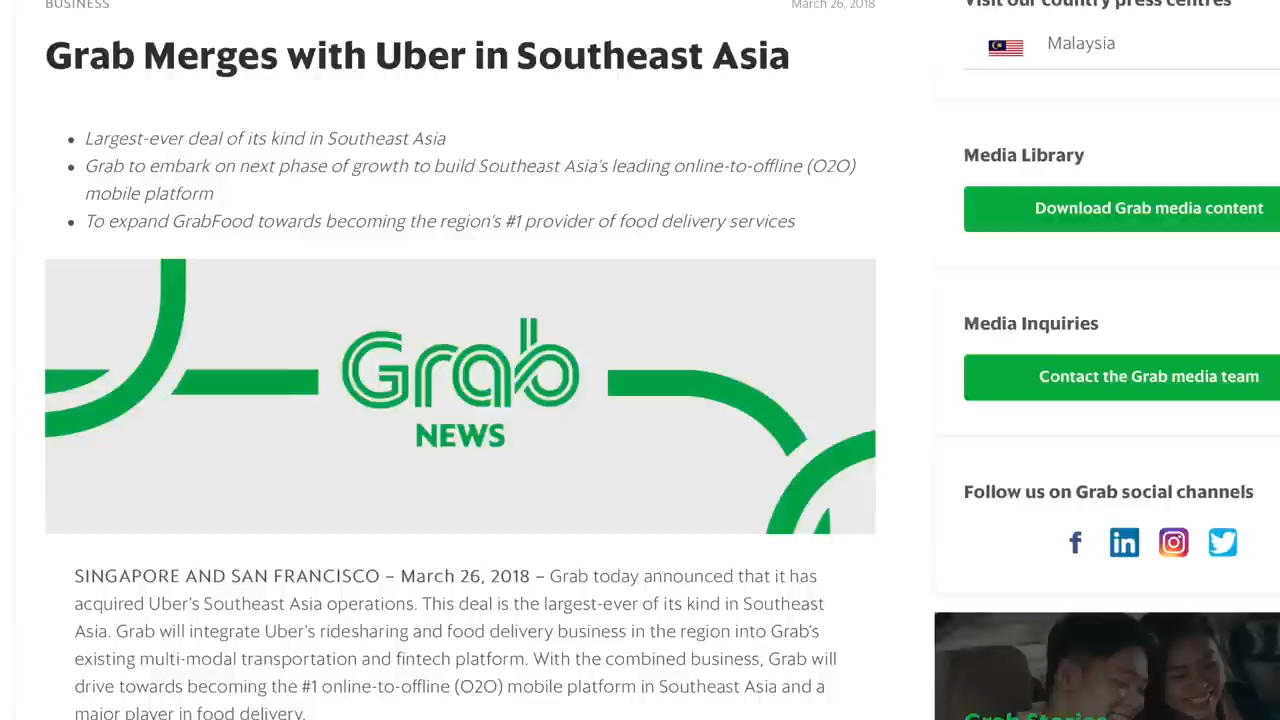 BUSINESS
March 26, 2018
Grab Merges with Uber in Southeast Asia
• Largest-ever deal of its kind in Southeast Asia
• Grab to embark on next phase of growth to build Southeast Asia's leading online-to-offline (O2O)
mobile platform
• To expand GrabFood towards becoming the region's #1 provider of food delivery services
Grab
NEWS
SINGAPORE AND SAN FRANCISCO – March 26, 2018 – Grab today announced that it has
acquired Uber's Southeast Asia operations. This deal is the largest-ever of its kind in Southeast
Asia. Grab will integrate Uber's ridesharing and food delivery business in the region into Grab's
existing multi-modal transportation and fintech platform. With the combined business, Grab will
drive towards becoming the #1 online-to-offline (O2O) mobile platform in Southeast Asia and a
major player in food delivery.
Visit our country press centres
Malaysia
Media Library
Download Grab media content
Media Inquiries
Contact the Grab media team
Follow us on Grab social channels
Grab Stories